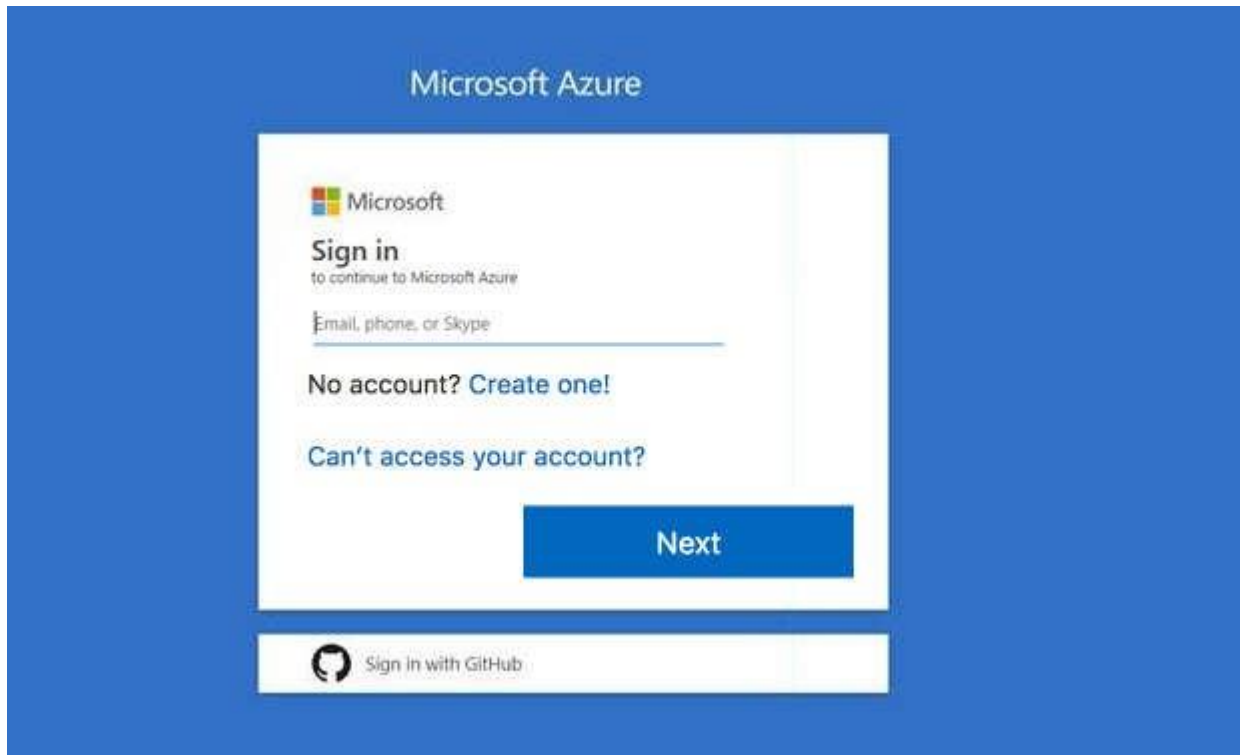 Microsoft Azure
Microsoft
Sign in
to continue to Microsoft Azure
Email, phone, or Skype
No account? Create one!
Can't access your account?
Next
Sign in with GitHub